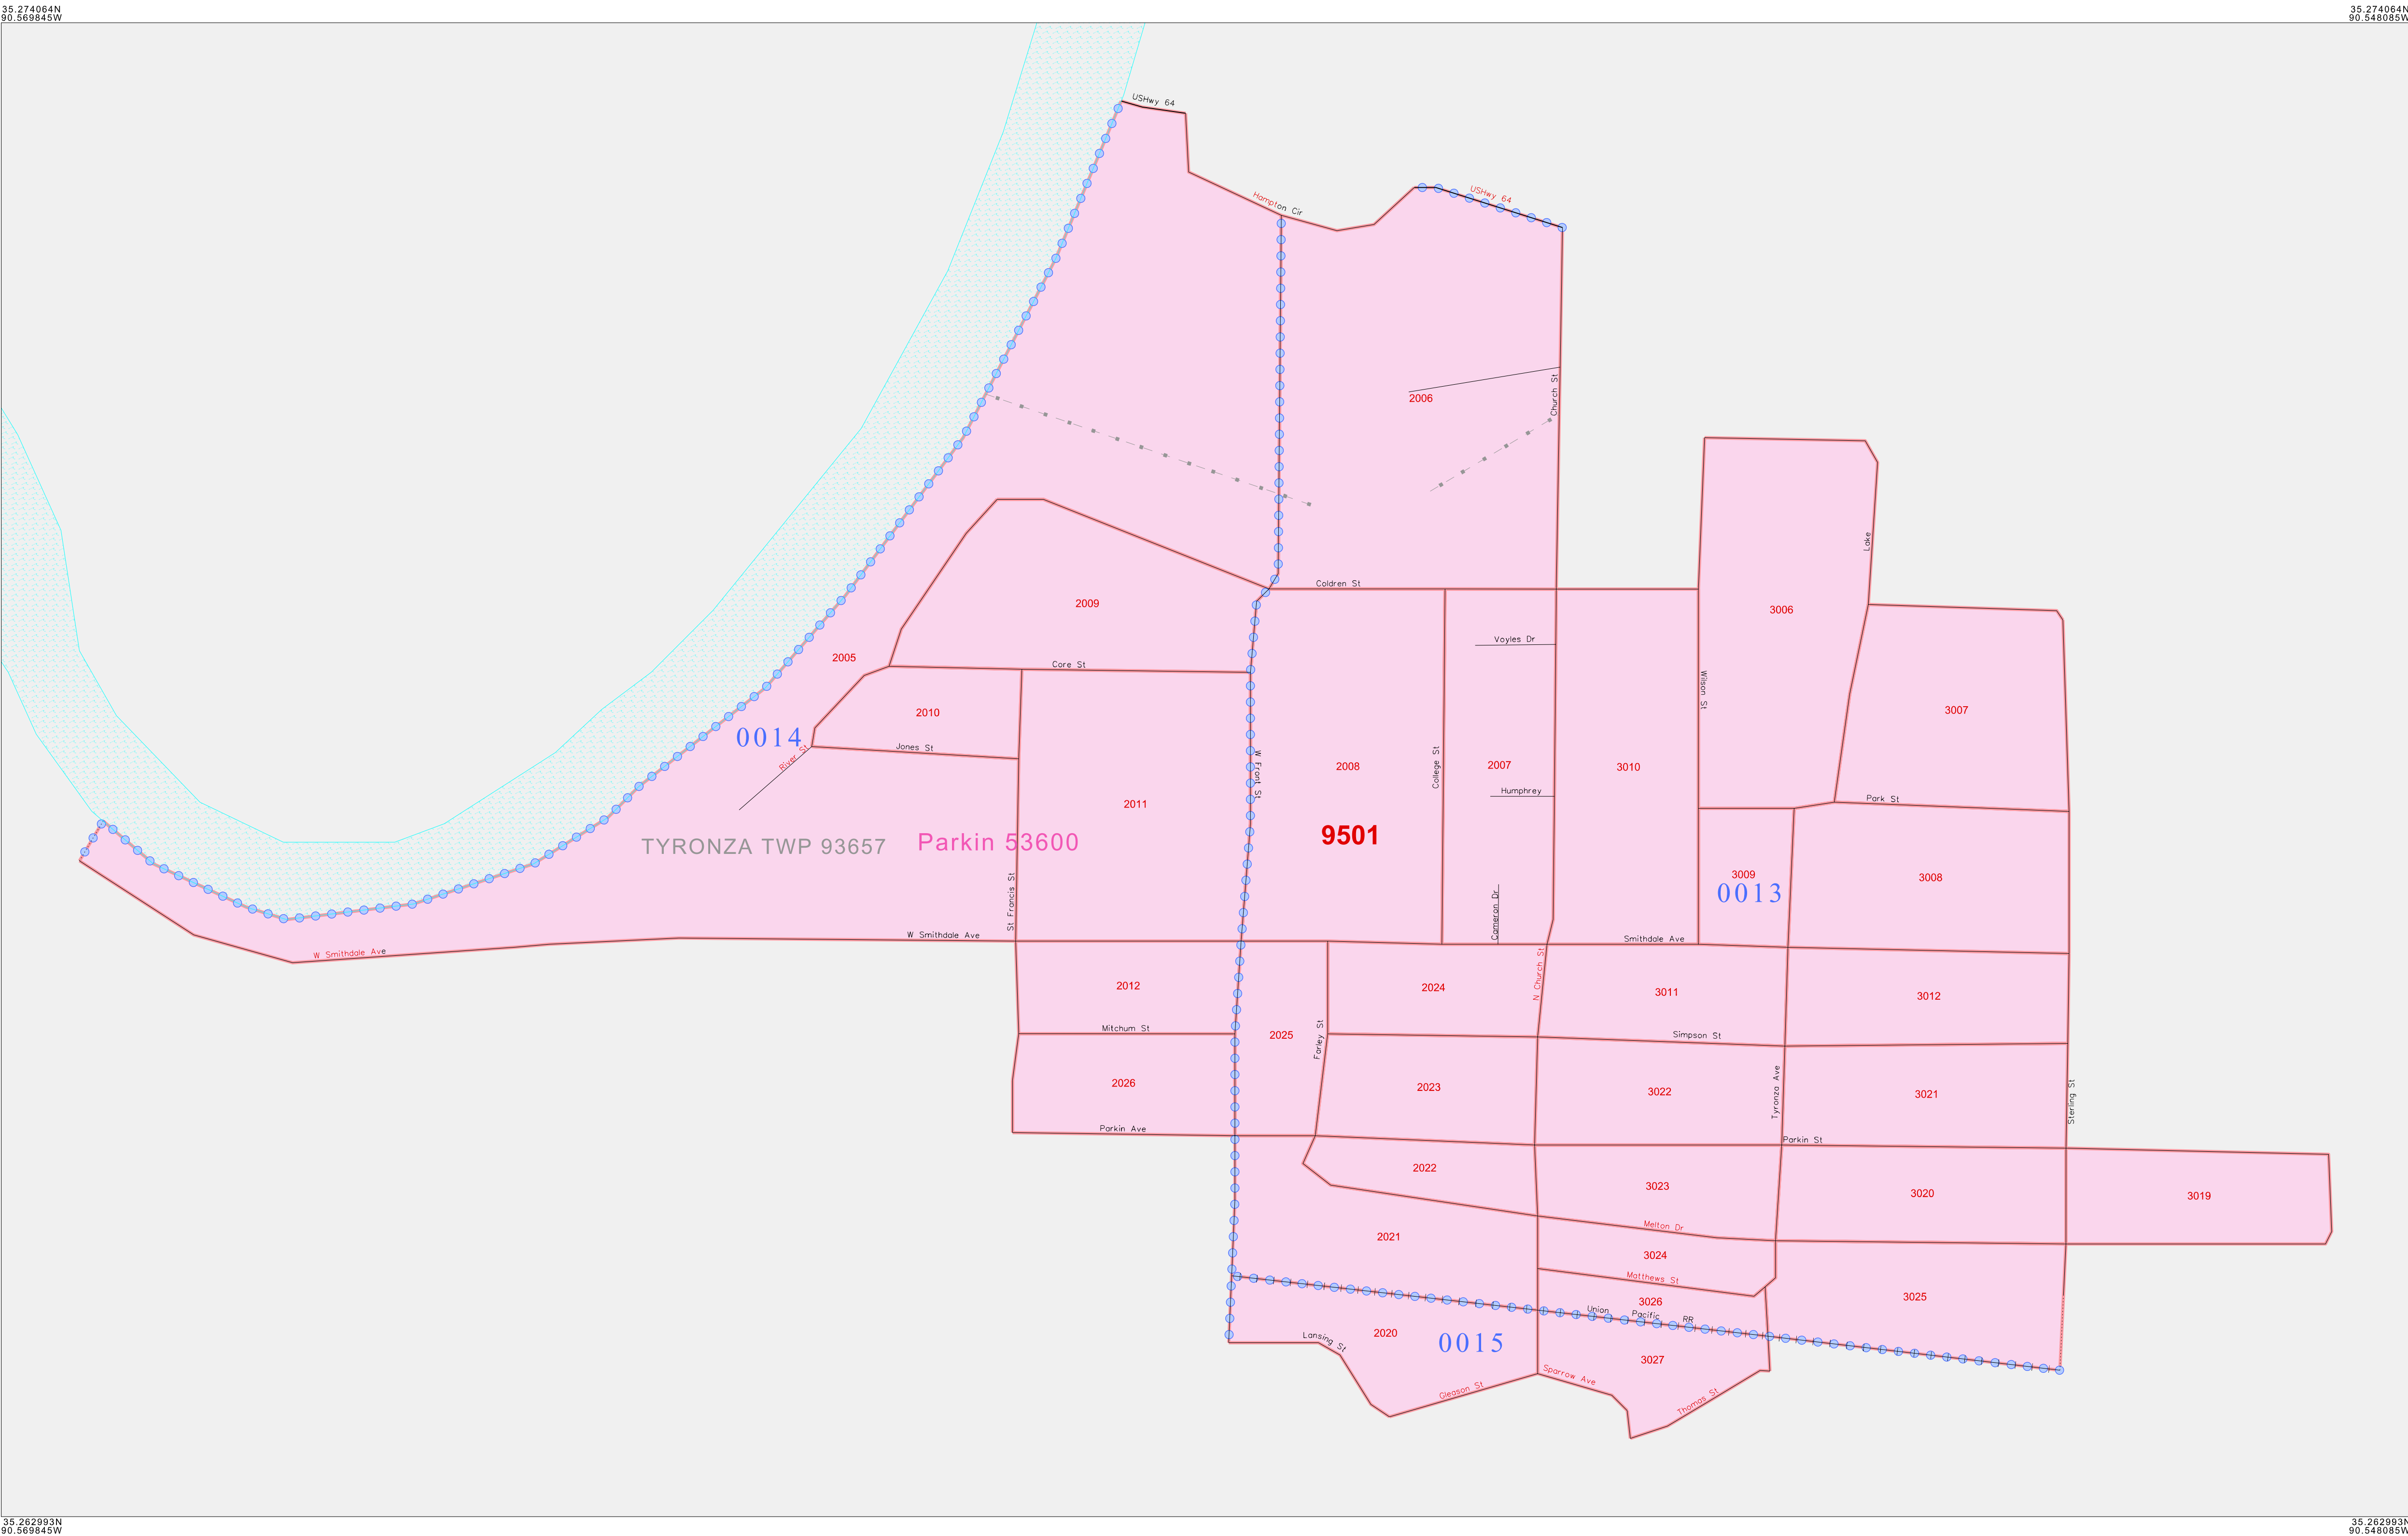 35.274064N
90.569845W
35.274064N
90.548085W
USHwy 64
Hampton Cir
USHwy 64
Church St
2006
Lake
Coldren St
2009
3006
Voyles Dr
2005
Core St
Wilson St
3007
2010
0014
River St
Jones St
W Front St
2008
College St
2007
3010
Humphrey
Park St
2011
TYRONZA TWP 93657
Parkin 53600
9501
3009
0013
3008
St Francis St
Cameron Dr
W Smithdale Ave
W Smithdale Ave
Smithdale Ave
2012
2024
N Church St
3011
3012
Mitchum St
2025
Farley St
Simpson St
2026
2023
3022
Tyronza Ave
3021
Sterling St
Parkin Ave
Parkin St
2022
3023
3020
3019
2021
Melton Dr
3024
Matthews St
3026
3025
Union Pacific RR
2020
0015
Lansing St
3027
Gleason St
Sparrow Ave
Thomas St
35.262993N
90.569845W
35.262993N
90.548085W